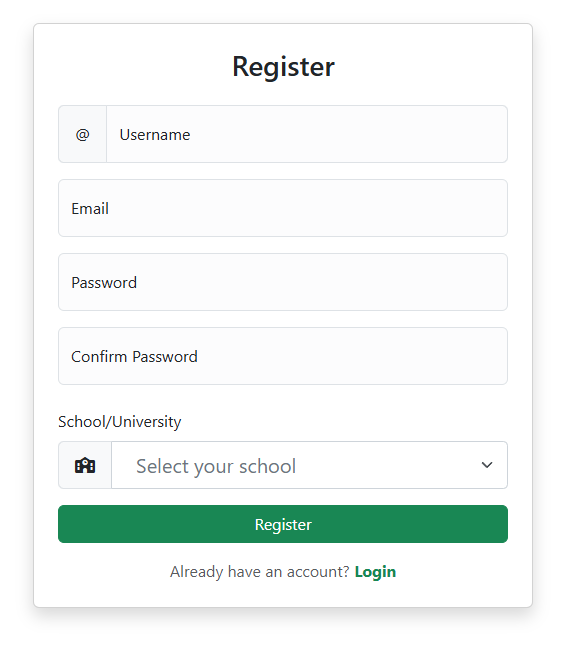 Register
@ Username
Email
Password
Confirm Password
School/University
Select your school
Register
Already have an account? Login